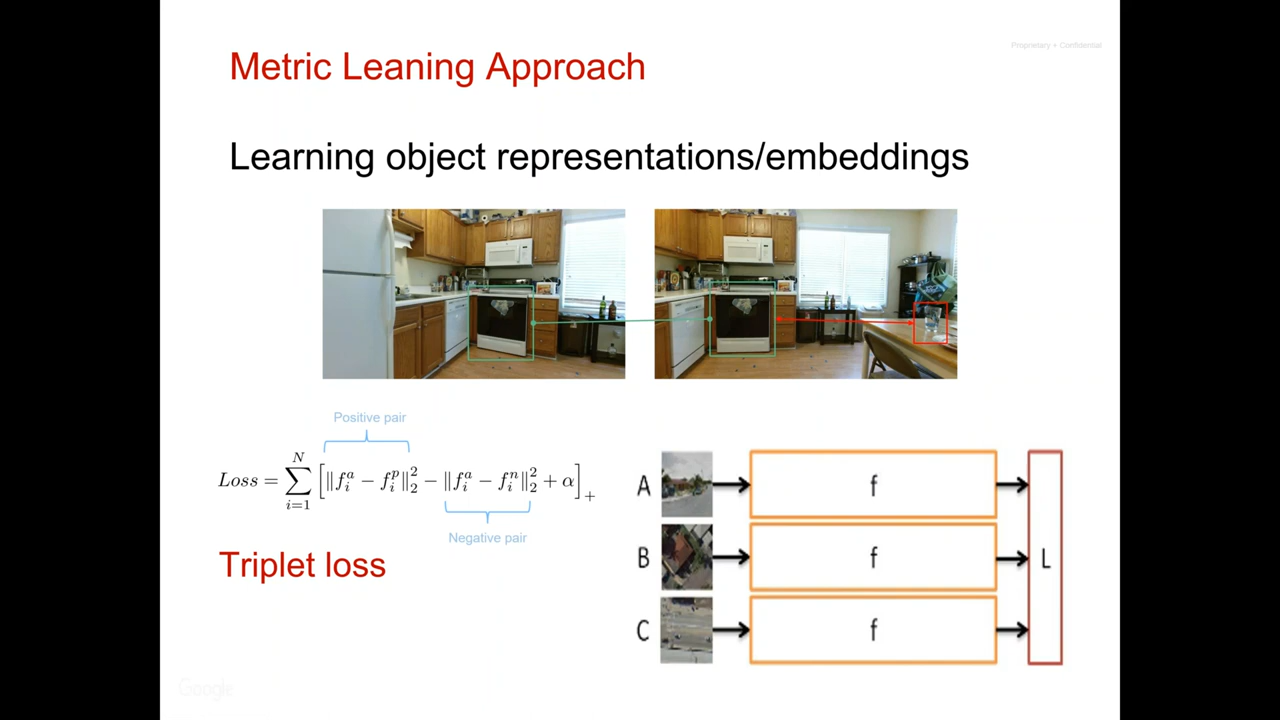 Proprietary + Confidential
Metric Leaning Approach
Learning object representations/embeddings
Positive pair
Loss = \sum_{i=1}^{N} [ \|f_i^a - f_i^p\|_2^2 - \|f_i^a - f_i^n\|_2^2 + α ]_+
Negative pair
Triplet loss
A f
B f L
C f
Google